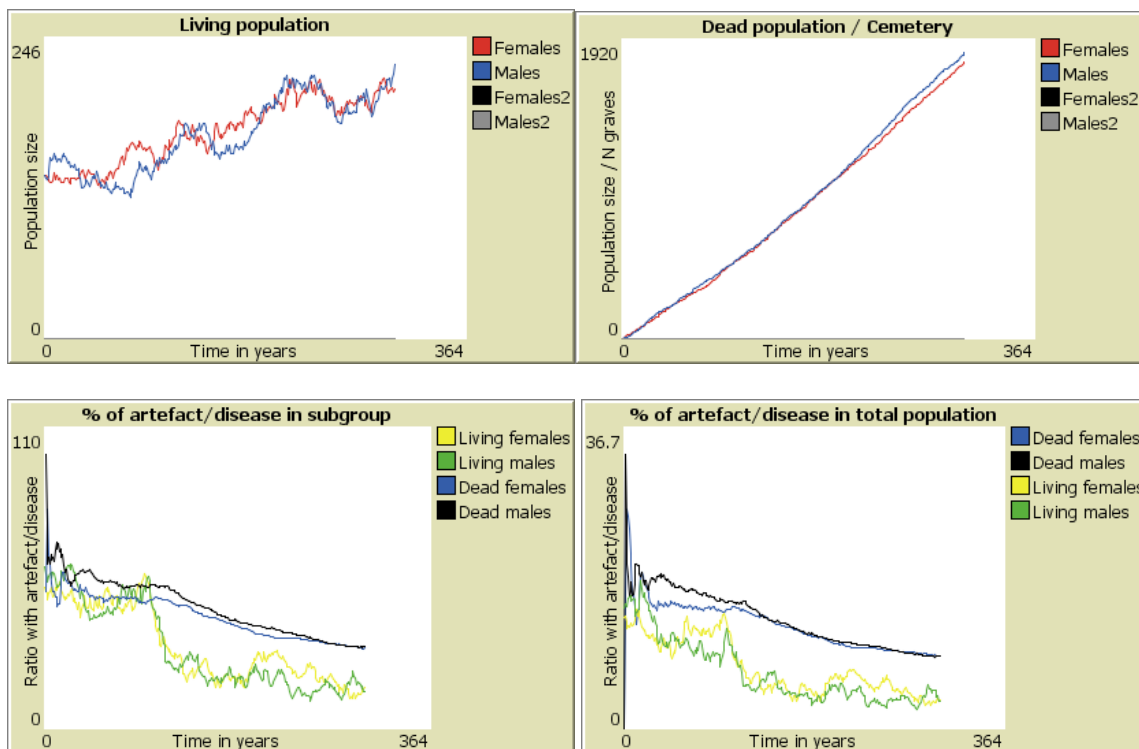 Living population
246
Population size
0
0
Time in years
364
Females
Males
Females2
Males2
Dead population / Cemetery
1920
Population size / N graves
0
0
Time in years
364
Females
Males
Females2
Males2
% of artefact/disease in subgroup
110
Ratio with artefact/disease
0
0
Time in years
364
Living females
Living males
Dead females
Dead males
% of artefact/disease in total population
36.7
Ratio with artefact/disease
0
0
Time in years
364
Dead females
Dead males
Living females
Living males